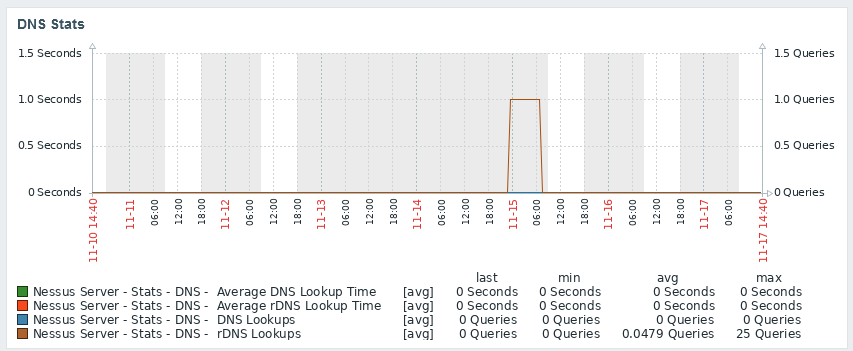 DNS Stats
1.5 Seconds 1.5 Queries
1.0 Seconds 1.0 Queries
0.5 Seconds 0.5 Queries
0 Seconds 0 Queries
11-10 14:40 11-11 06:00 12:00 18:00 11-12 06:00 12:00 18:00 11-13 06:00 12:00 18:00 11-14 06:00 12:00 18:00 11-15 06:00 12:00 18:00 11-16 06:00 12:00 18:00 11-17 06:00 11-17 14:40
last min avg max
Nessus Server - Stats - DNS - Average DNS Lookup Time [avg] 0 Seconds 0 Seconds 0 Seconds 0 Seconds
Nessus Server - Stats - DNS - Average rDNS Lookup Time [avg] 0 Seconds 0 Seconds 0 Seconds 0 Seconds
Nessus Server - Stats - DNS - DNS Lookups [avg] 0 Queries 0 Queries 0 Queries 0 Queries
Nessus Server - Stats - DNS - rDNS Lookups [avg] 0 Queries 0 Queries 0.0479 Queries 25 Queries